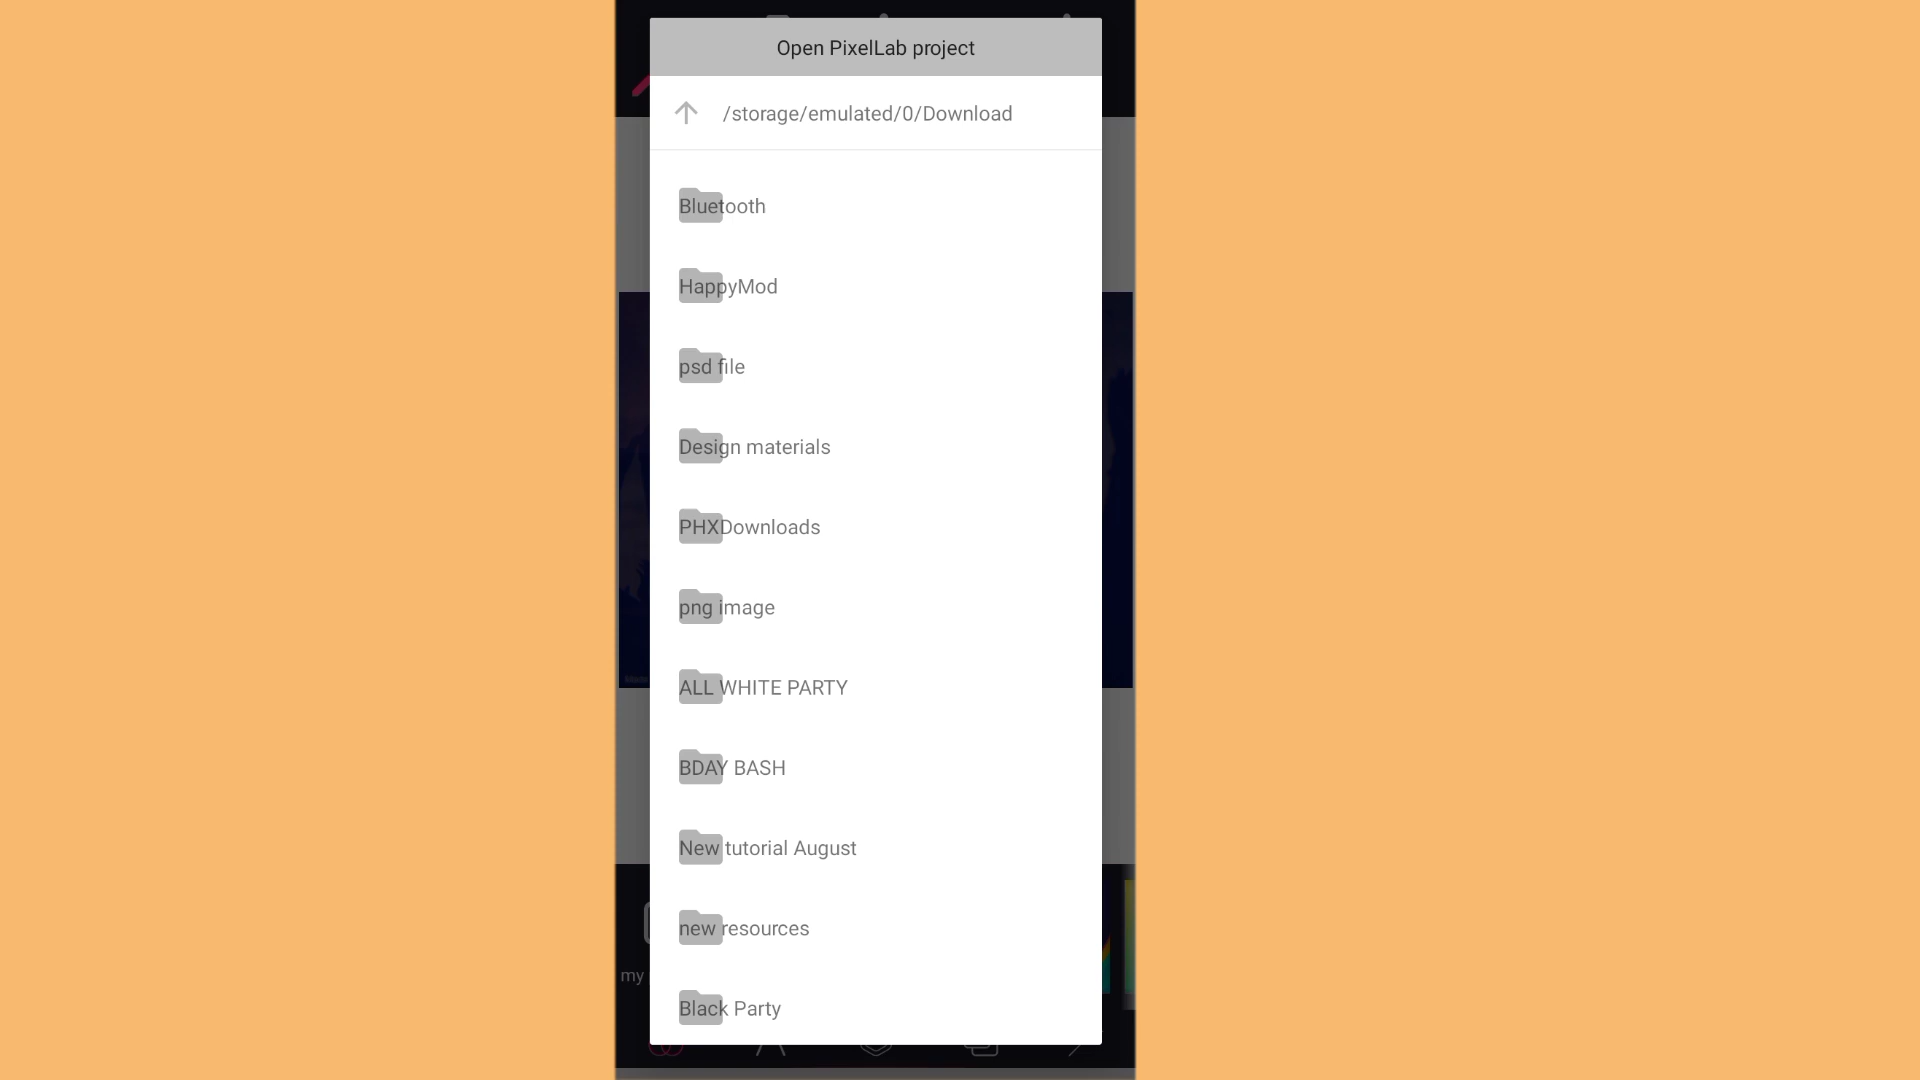 Open PixelLab project
/storage/emulated/0/Download
Bluetooth
HappyMod
psd file
Design materials
PHXDownloads
png image
ALL WHITE PARTY
BDAY BASH
New tutorial August
new resources
my
Black Party